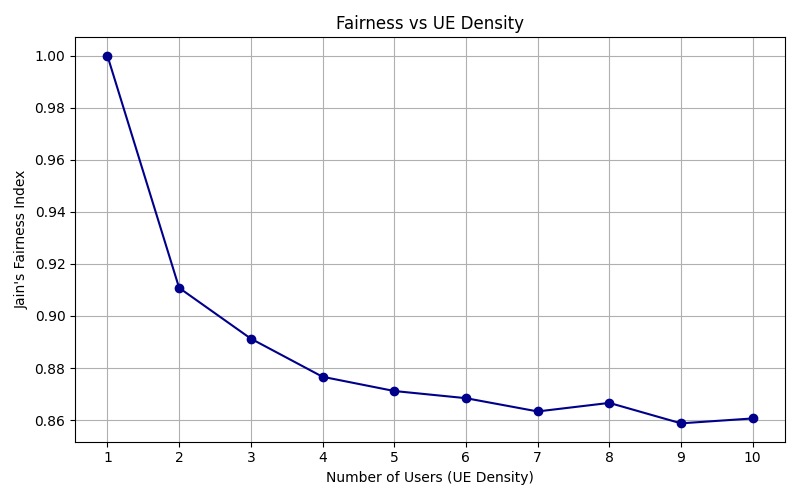 Fairness vs UE Density
Jain's Fairness Index
1.00
0.98
0.96
0.94
0.92
0.90
0.88
0.86
1 2 3 4 5 6 7 8 9 10
Number of Users (UE Density)